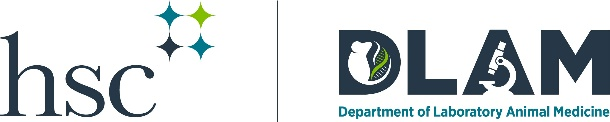 hsc
DLAM
Department of Laboratory Animal Medicine